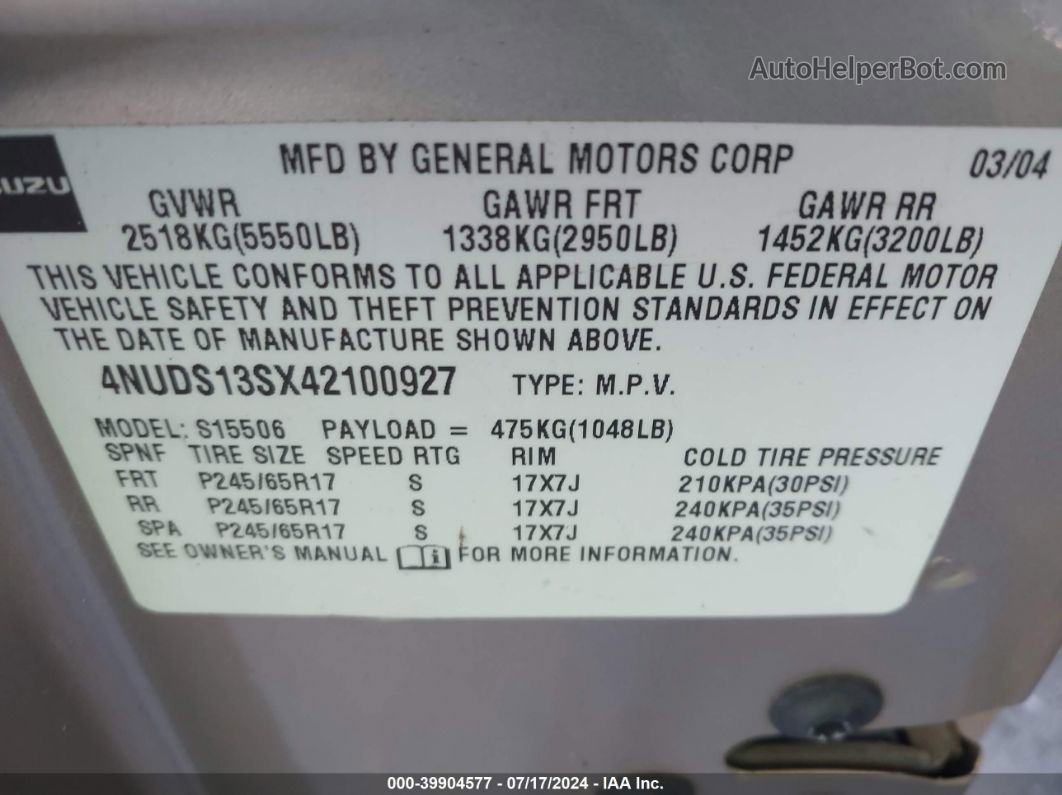 AutoHelperBot.com
MFD BY GENERAL MOTORS CORP 03/04
GVWR GAWR FRT GAWR RR
2518KG(5550LB) 1338KG(2950LB) 1452KG(3200LB)
THIS VEHICLE CONFORMS TO ALL APPLICABLE U.S. FEDERAL MOTOR
VEHICLE SAFETY AND THEFT PREVENTION STANDARDS IN EFFECT ON
THE DATE OF MANUFACTURE SHOWN ABOVE.
4NUDS13SX42100927 TYPE: M.P.V.
MODEL: S15506 PAYLOAD = 475KG(1048LB)
SPNF TIRE SIZE SPEED RTG RIM COLD TIRE PRESSURE
FRT P245/65R17 S 17X7J 210KPA(30PSI)
RR P245/65R17 S 17X7J 240KPA(35PSI)
SPA P245/65R17 S 17X7J 240KPA(35PSI)
SEE OWNER'S MANUAL FOR MORE INFORMATION.
000-39904577 - 07/17/2024 - IAA Inc.